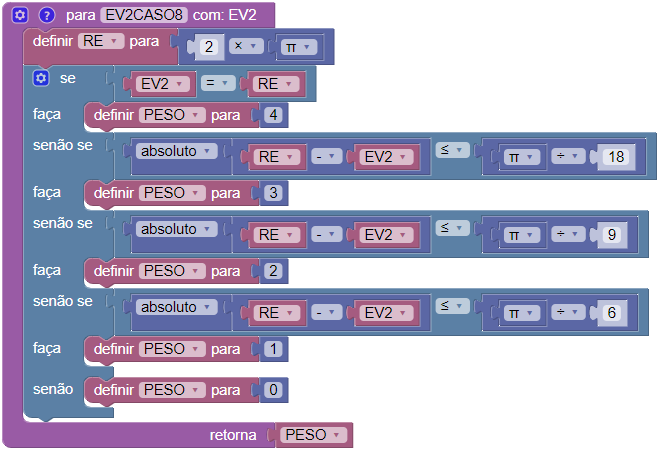 para EV2CASO8 com: EV2
definir RE para 2 × π
se EV2 = RE
faça definir PESO para 4
senão se absoluto RE - EV2 ≤ π ÷ 18
faça definir PESO para 3
senão se absoluto RE - EV2 ≤ π ÷ 9
faça definir PESO para 2
senão se absoluto RE - EV2 ≤ π ÷ 6
faça definir PESO para 1
senão definir PESO para 0
retorna PESO